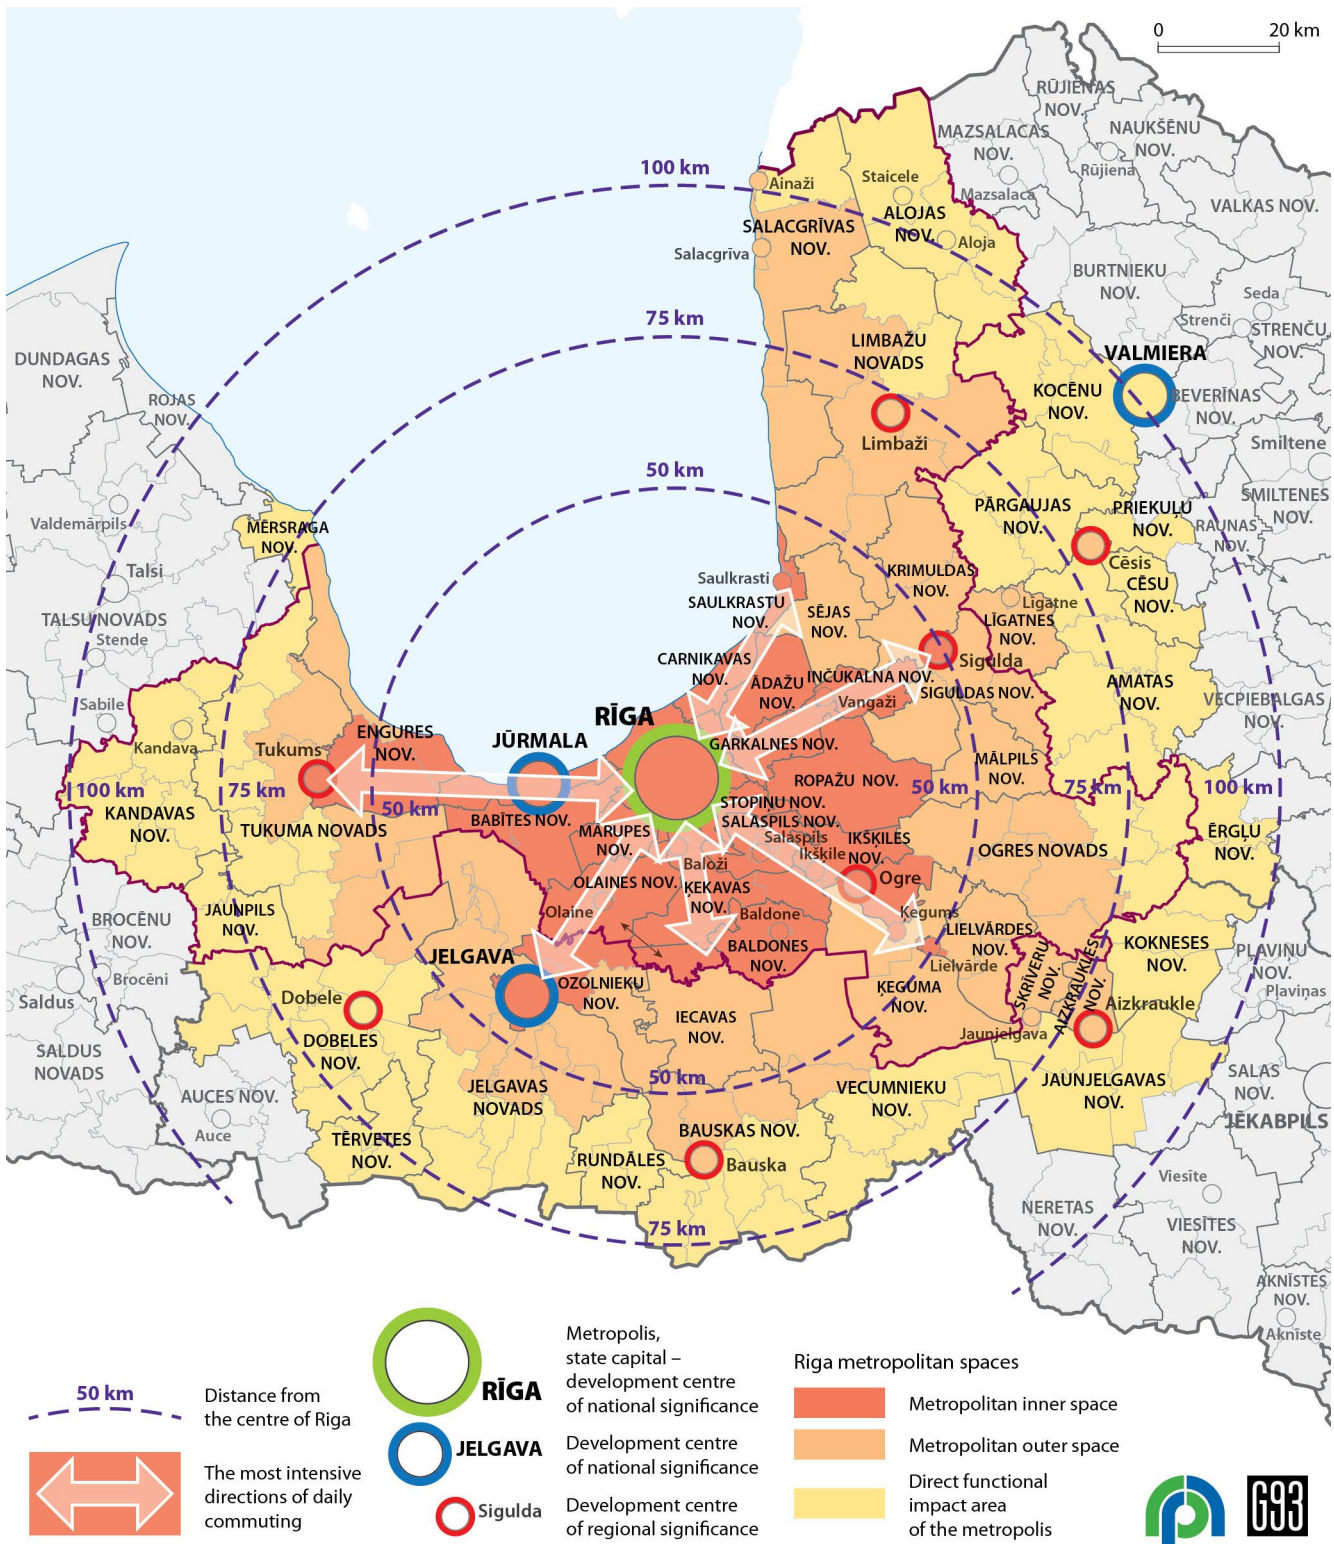 0 20 km
RŪJIENAS
NOV.
MAZSALACAS
NOV.
NAUKŠĒNU
NOV.
Rūjiena
Mazsalaca
VALKAS NOV.
100 km
Ainaži
Staicele
ALOJAS
NOV.
Aloja
SALACGRĪVAS
NOV.
Salacgrīva
BURTNIEKU
NOV.
Seda
Strenči
STRENČU
NOV.
75 km
LIMBAŽU
NOVADS
VALMIERA
DUNDAGAS
NOV.
ROJAS
NOV.
KOCĒNU
NOV.
BEVERĪNAS
NOV.
Limbaži
Smiltene
50 km
Valdemārpils
MĒRSRAGA
NOV.
PĀRGAUJAS
NOV.
PRIEKUĻU
NOV.
SMILTENES
NOV.
RAUNAS
NOV.
Talsi
Saulkrasti
KRIMULDAS
NOV.
Cēsis
CĒSU
NOV.
SAULKRASTU
NOV.
SĒJAS
NOV.
Līgatne
LĪGATNES
NOV.
TALSU NOVADS
Stende
CARNIKAVAS
NOV.
ĀDAŽU
NOV.
INČUKALNA NOV.
Sigulda
SIGULDAS NOV.
Vangaži
AMATAS
NOV.
VECPIEBALGAS
NOV.
Sabile
Kandava
Tukums
ENGURES
NOV.
JŪRMALA
RĪGA
GARKALNES NOV.
MĀLPILS
NOV.
100 km
KANDAVAS
NOV.
75 km
50 km
TUKUMA NOVADS
BABĪTES NOV.
ROPAŽU NOV.
50 km
75 km
100 km
STOPIŅU NOV.
SALASPILS NOV.
MĀRUPES
NOV.
Salaspils
Ikšķile
IKŠĶILES
NOV.
OGRES NOVADS
ĒRGĻU
NOV.
Baloži
OLAINES NOV.
ĶEKAVAS
NOV.
Ogre
JAUNPILS
NOV.
BROCĒNU
NOV.
Olaine
Baldone
Ķegums
LIELVĀRDES
NOV.
Lielvārde
BALDONES
NOV.
KOKNESES
NOV.
PĻAVIŅU
NOV.
Pļaviņas
Brocēni
Saldus
JELGAVA
Dobele
OZOLNIEKU
NOV.
ĶEGUMA
NOV.
SKRĪVERU
NOV.
AIZKRAUKLES
NOV.
Aizkraukle
DOBELES
NOV.
IECAVAS
NOV.
Jaunjelgava
SALDUS
NOVADS
AUCES NOV.
Auce
JELGAVAS
NOVADS
50 km
VECUMNIEKU
NOV.
JAUNJELGAVAS
NOV.
SALAS
NOV.
JĒKABPILS
TĒRVETES
NOV.
RUNDĀLES
NOV.
BAUSKAS NOV.
Bauska
Viesīte
NERETAS
NOV.
VIESĪTES
NOV.
75 km
AKNĪSTES
NOV.
Aknīste
50 km
Distance from
the centre of Riga
The most intensive
directions of daily
commuting
RĪGA
Metropolis,
state capital –
development centre
of national significance
JELGAVA
Development centre
of national significance
Sigulda
Development centre
of regional significance
Riga metropolitan spaces
Metropolitan inner space
Metropolitan outer space
Direct functional
impact area
of the metropolis
G93